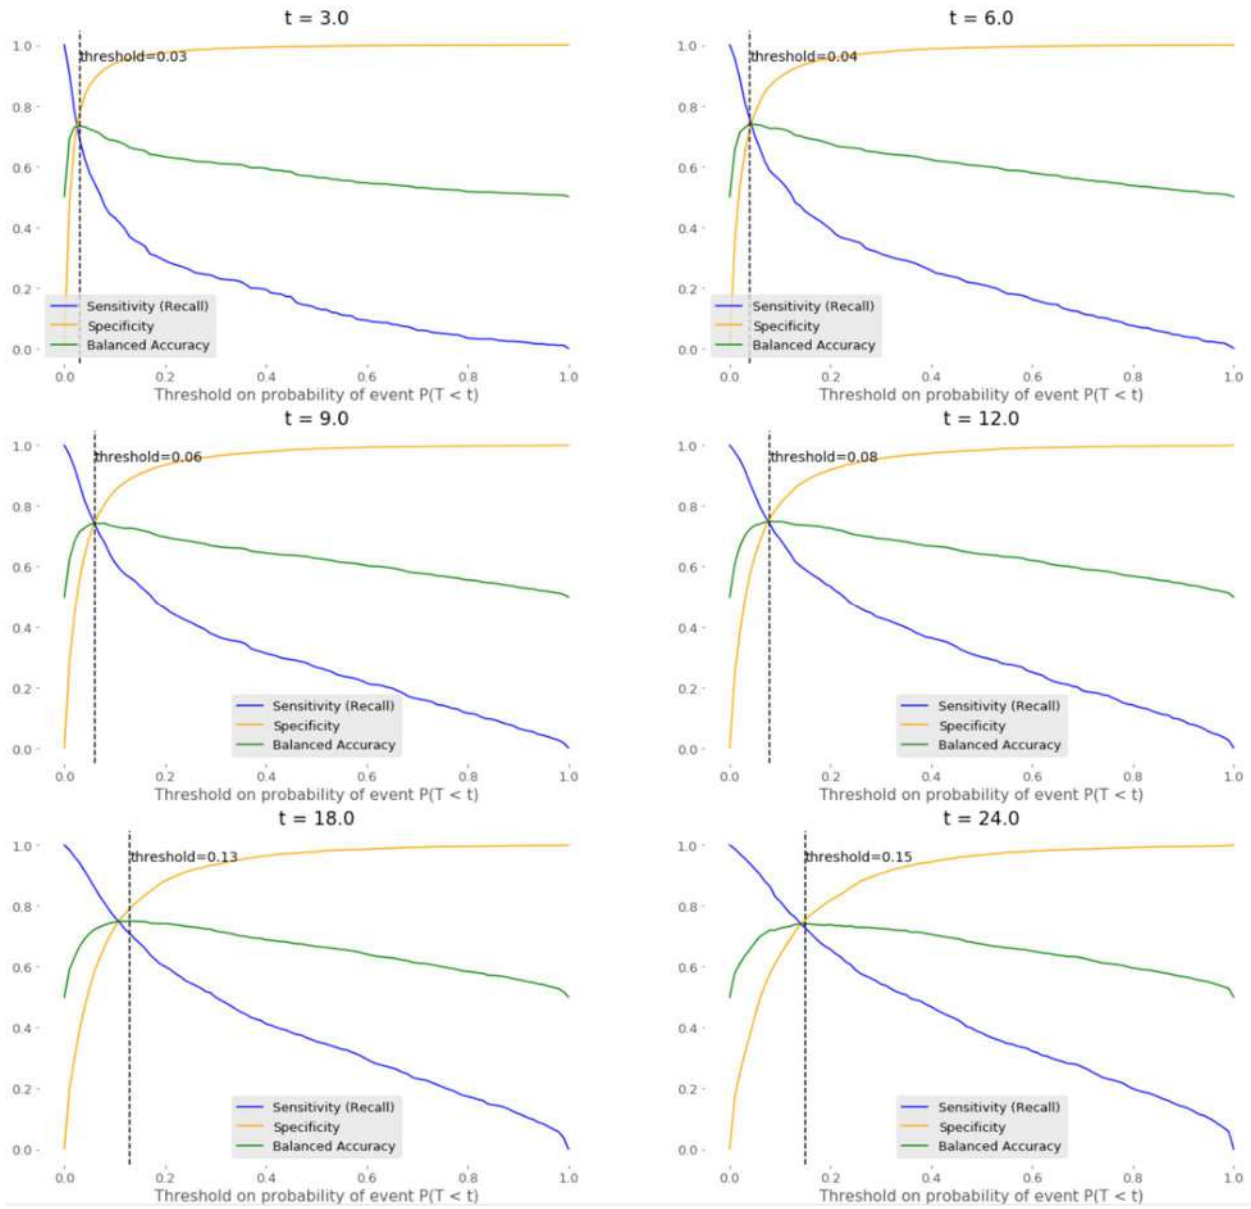 t = 3.0
1.0
0.8
0.6
0.4
0.2
0.0
threshold=0.03
Sensitivity (Recall)
Specificity
Balanced Accuracy
0.0 0.2 0.4 0.6 0.8 1.0
Threshold on probability of event P(T < t)
t = 6.0
1.0
0.8
0.6
0.4
0.2
0.0
threshold=0.04
Sensitivity (Recall)
Specificity
Balanced Accuracy
0.0 0.2 0.4 0.6 0.8 1.0
Threshold on probability of event P(T < t)
t = 9.0
1.0
0.8
0.6
0.4
0.2
0.0
threshold=0.06
Sensitivity (Recall)
Specificity
Balanced Accuracy
0.0 0.2 0.4 0.6 0.8 1.0
Threshold on probability of event P(T < t)
t = 12.0
1.0
0.8
0.6
0.4
0.2
0.0
threshold=0.08
Sensitivity (Recall)
Specificity
Balanced Accuracy
0.0 0.2 0.4 0.6 0.8 1.0
Threshold on probability of event P(T < t)
t = 18.0
1.0
0.8
0.6
0.4
0.2
0.0
threshold=0.13
Sensitivity (Recall)
Specificity
Balanced Accuracy
0.0 0.2 0.4 0.6 0.8 1.0
Threshold on probability of event P(T < t)
t = 24.0
1.0
0.8
0.6
0.4
0.2
0.0
threshold=0.15
Sensitivity (Recall)
Specificity
Balanced Accuracy
0.0 0.2 0.4 0.6 0.8 1.0
Threshold on probability of event P(T < t)